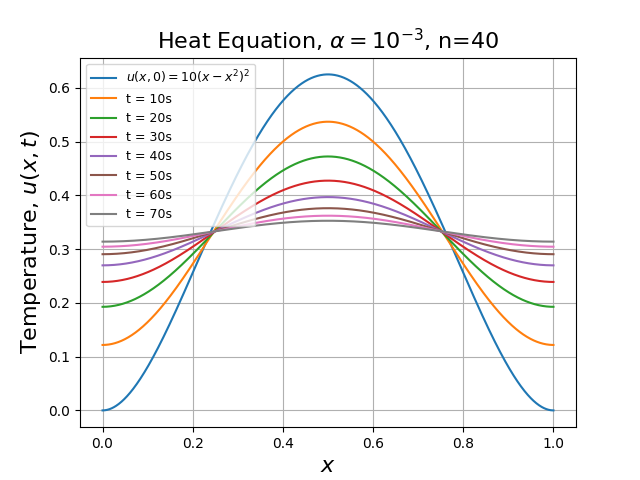 Heat Equation, α = 10⁻³, n=40
u(x, 0) = 10(x − x²)²
t = 10s
t = 20s
t = 30s
t = 40s
t = 50s
t = 60s
t = 70s
Temperature, u(x, t)
0.6
0.5
0.4
0.3
0.2
0.1
0.0
0.0 0.2 0.4 0.6 0.8 1.0
x